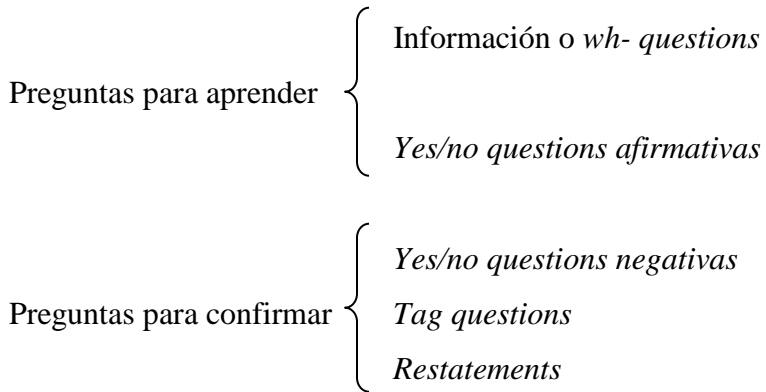 Información o wh- questions
Preguntas para aprender
Yes/no questions afirmativas
Yes/no questions negativas
Preguntas para confirmar
Tag questions
Restatements